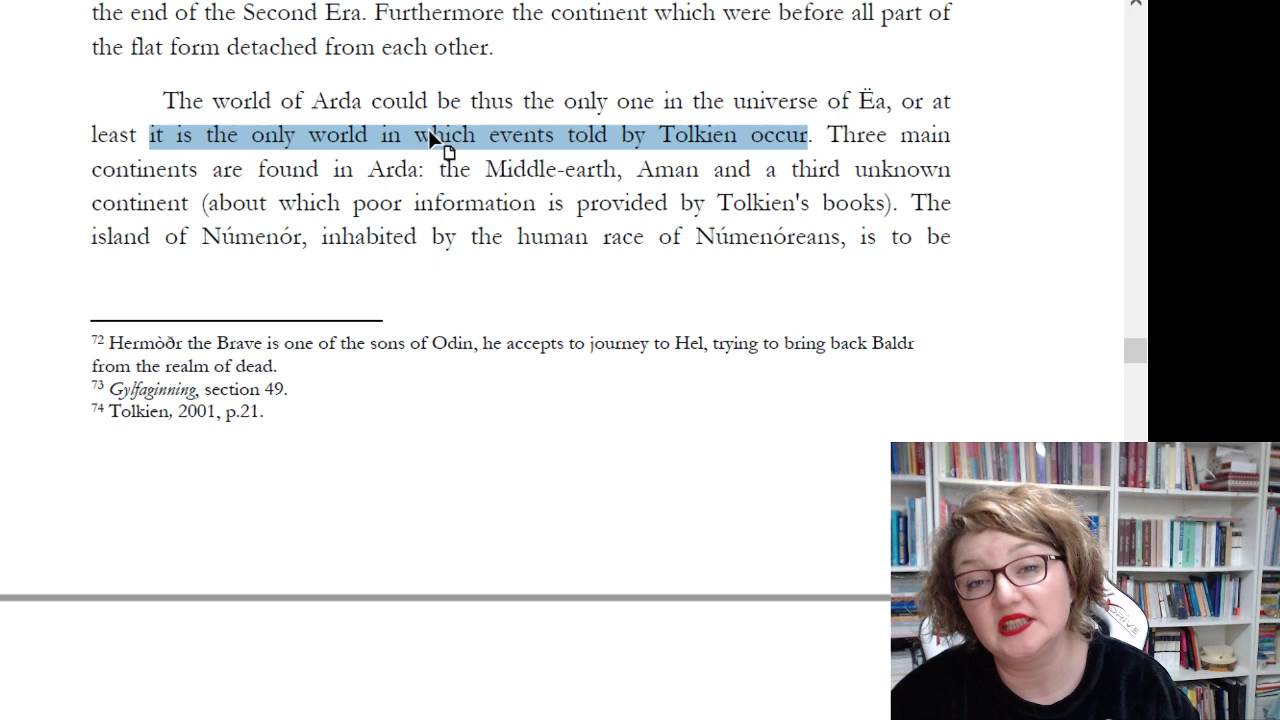 the end of the Second Era. Furthermore the continent which were before all part of
the flat form detached from each other.
The world of Arda could be thus the only one in the universe of Ëa, or at
least it is the only world in which events told by Tolkien occur. Three main
continents are found in Arda: the Middle-earth, Aman and a third unknown
continent (about which poor information is provided by Tolkien's books). The
island of Númenór, inhabited by the human race of Númenóreans, is to be
72 Hermòðr the Brave is one of the sons of Odin, he accepts to journey to Hel, trying to bring back Baldr
from the realm of dead.
73 Gylfaginning, section 49.
74 Tolkien, 2001, p.21.